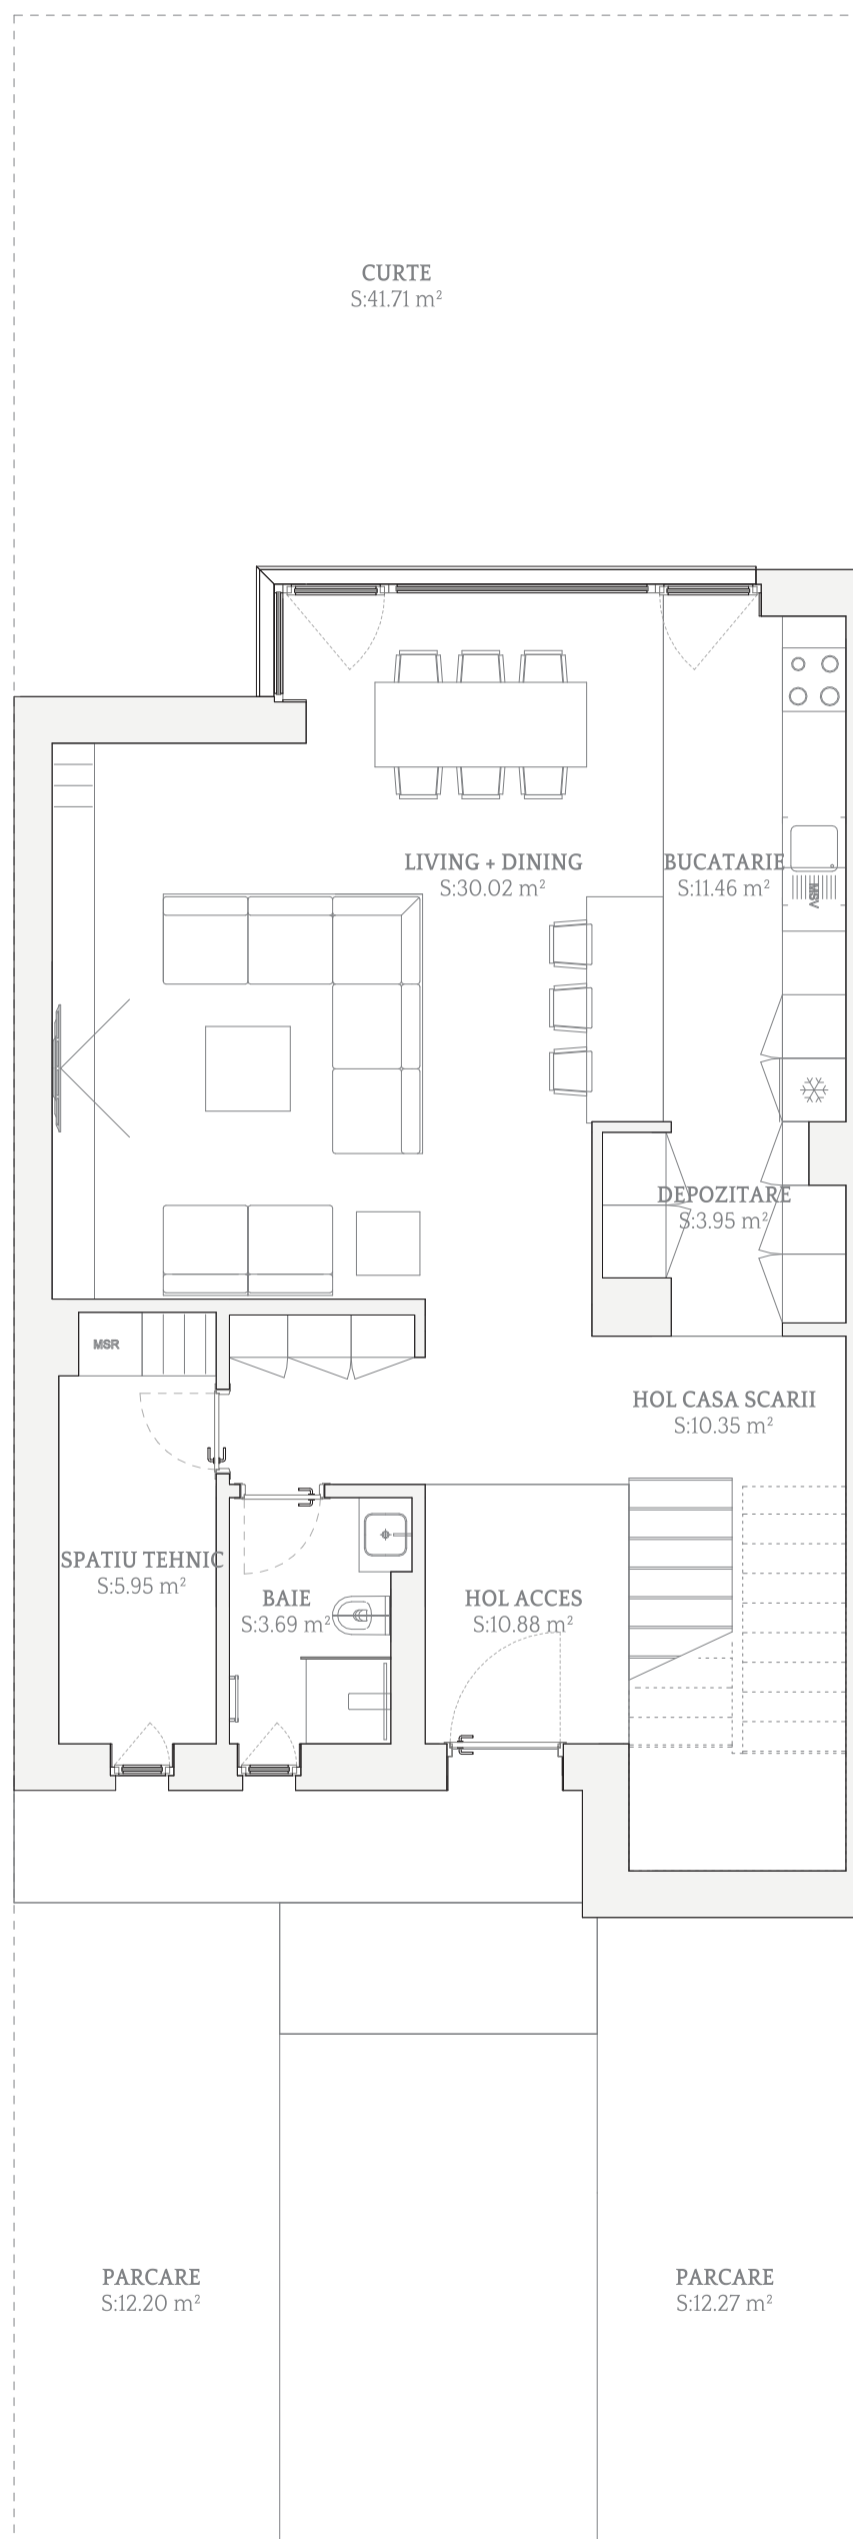 CURTE
S:41.71 m²
LIVING + DINING
S:30.02 m²
BUCATARIE
S:11.46 m²
MSV
DEPOZITARE
S:3.95 m²
MSR
HOL CASA SCARII
S:10.35 m²
SPATIU TEHNIC
S:5.95 m²
BAIE
S:3.69 m²
HOL ACCES
S:10.88 m²
PARCARE
S:12.20 m²
PARCARE
S:12.27 m²